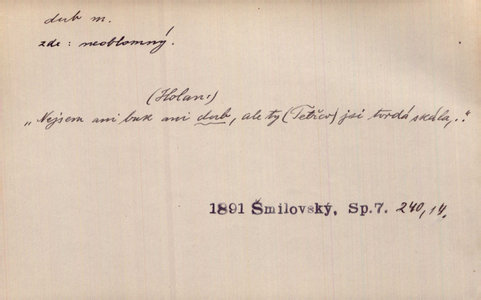 dub m.
zde: neoblomný.
(Holan:)
„Nejsem ani buk ani dub, ale ty (Tetřev) jsi tvrdá skála,.."
1891 Šmilovský, Sp. 7. 240,14.